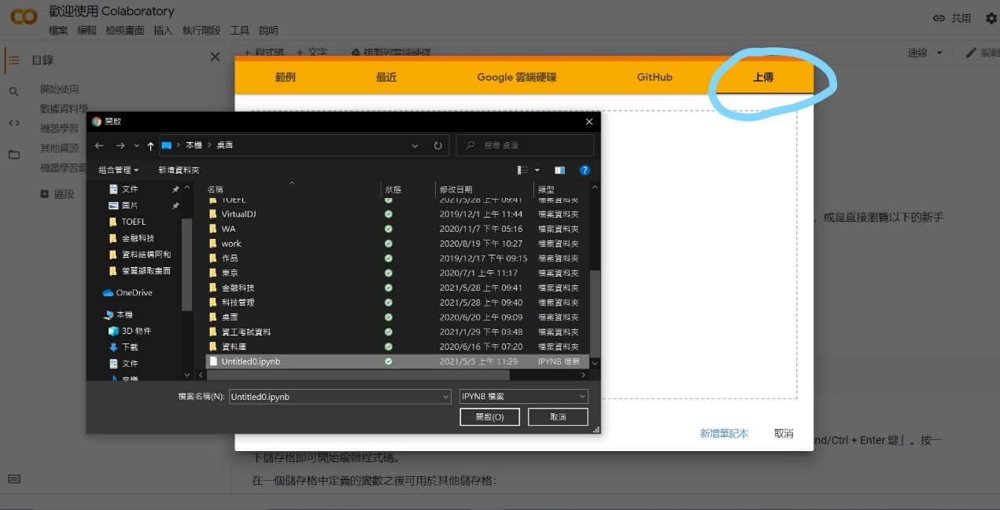 歡迎使用 Colaboratory
檔案 編輯 檢視畫面 插入 執行階段 工具 說明
共用
目錄
+ 程式碼 + 文字 複製到雲端硬碟
連線 編輯
開始使用
數據資料學
機器學習
其他資源
機器學習範
區段
範例 最近 Google 雲端硬碟 GitHub 上傳
開啟
本機 桌面
搜尋 桌面
組合管理 新增資料夾
文件
圖片
TOEFL
金融科技
資料結構阿和
螢幕擷取畫面
OneDrive
本機
3D 物件
下載
文件
音樂
名稱 狀態 修改日期 類型
TOEFL 2021/5/28 上午 09:41 檔案資料夾
VirtualDJ 2019/12/1 上午 11:44 檔案資料夾
WA 2020/11/7 下午 05:16 檔案資料夾
work 2020/8/19 下午 10:27 檔案資料夾
作品 2019/12/17 下午 09:15 檔案資料夾
東京 2020/7/1 上午 11:17 檔案資料夾
金融科技 2021/5/28 上午 09:41 檔案資料夾
科技管理 2021/5/28 上午 09:40 檔案資料夾
桌面 2020/6/20 上午 09:09 檔案資料夾
資工考試資料 2021/1/29 下午 03:48 檔案資料夾
資料庫 2020/6/16 下午 07:20 檔案資料夾
Untitled0.ipynb 2021/5/5 上午 11:29 IPYNB 檔案
檔案名稱(N): Untitled0.ipynb IPYNB 檔案
開啟(O) 取消
，或是直接瀏覽以下的新手
新增筆記本 取消
nd/Ctrl + Enter 鍵」。按一
下儲存格即可開始編輯程式碼。
在一個儲存格中定義的變數之後可用於其他儲存格：